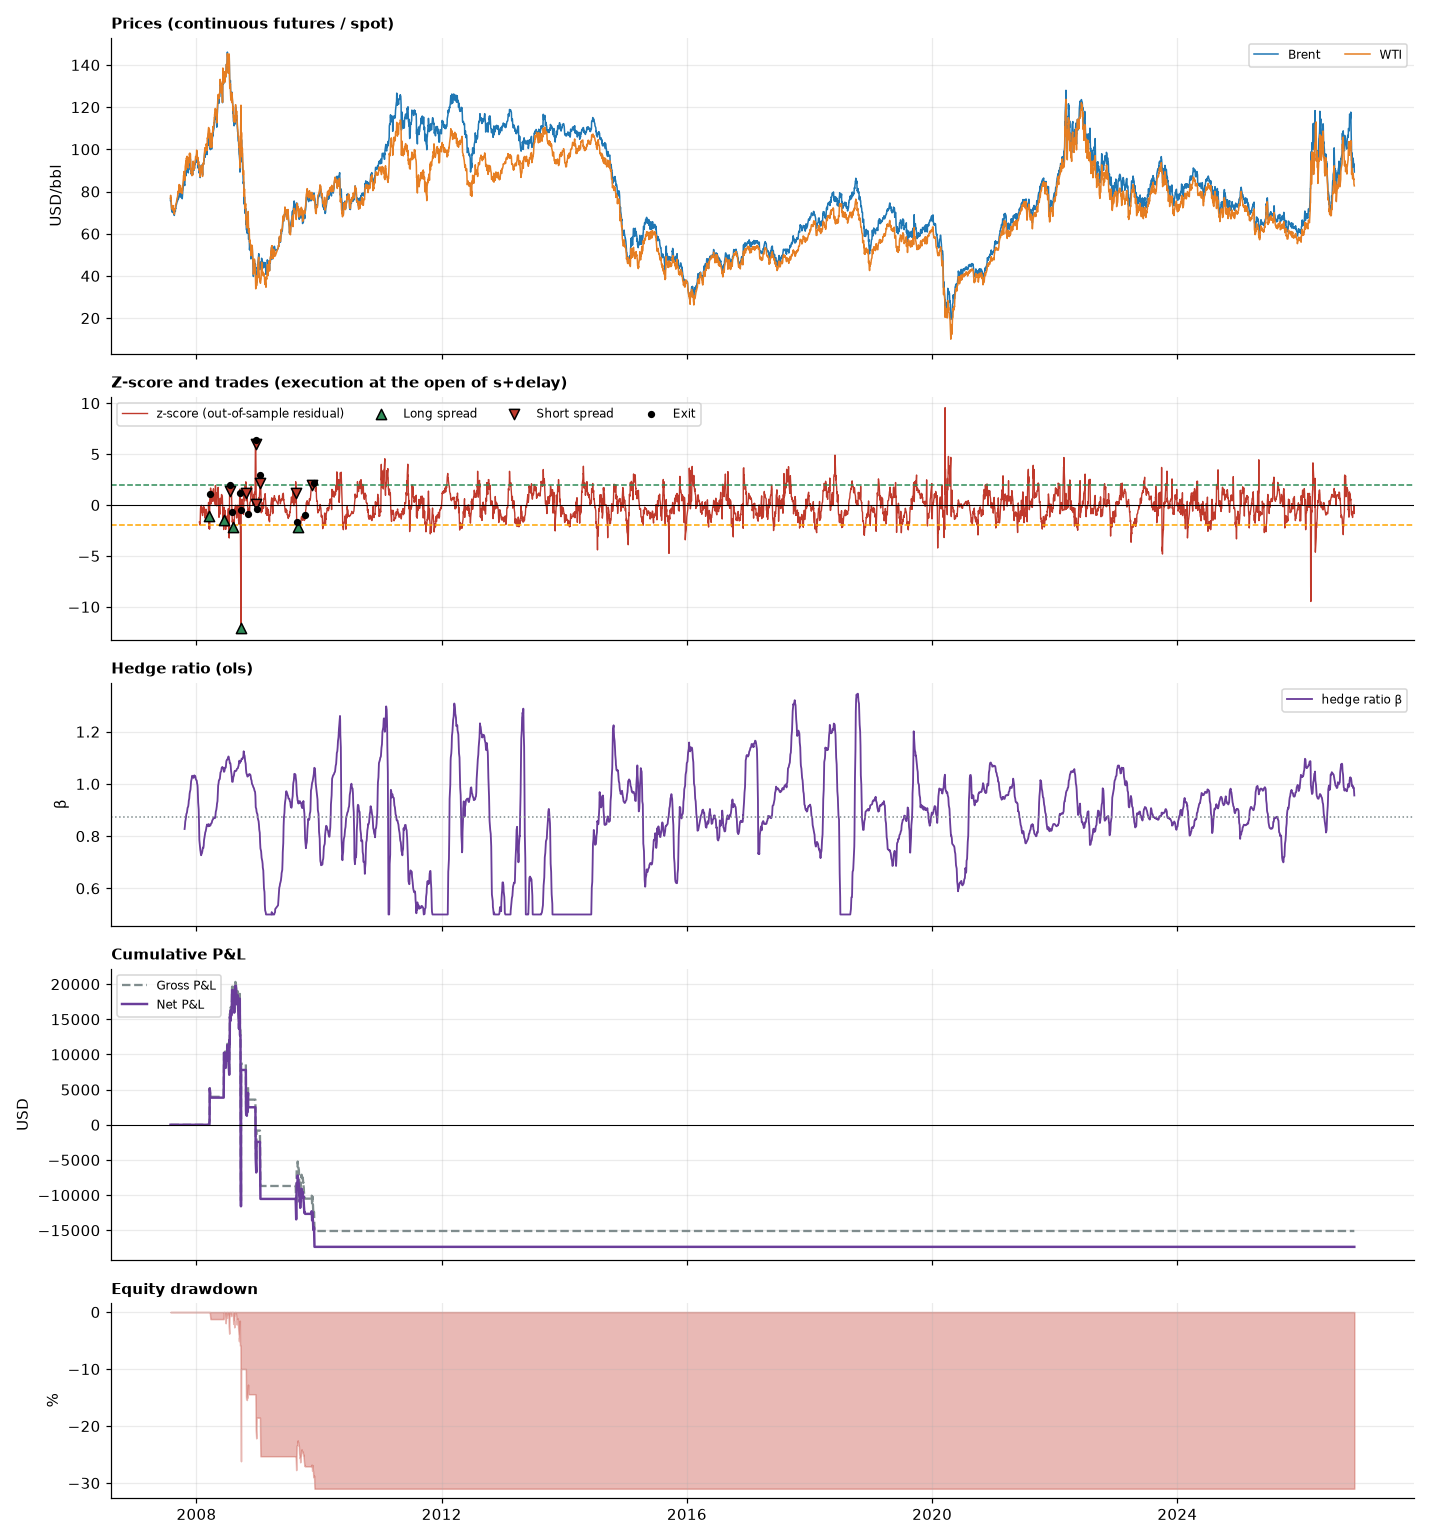 Prices (continuous futures / spot)
Brent
WTI
USD/bbl
140
120
100
80
60
40
20
Z-score and trades (execution at the open of s+delay)
z-score (out-of-sample residual)
Long spread
Short spread
Exit
10
5
0
−5
−10
Hedge ratio (ols)
hedge ratio β
β
1.2
1.0
0.8
0.6
Cumulative P&L
Gross P&L
Net P&L
USD
20000
15000
10000
5000
0
−5000
−10000
−15000
Equity drawdown
%
0
−10
−20
−30
2008
2012
2016
2020
2024